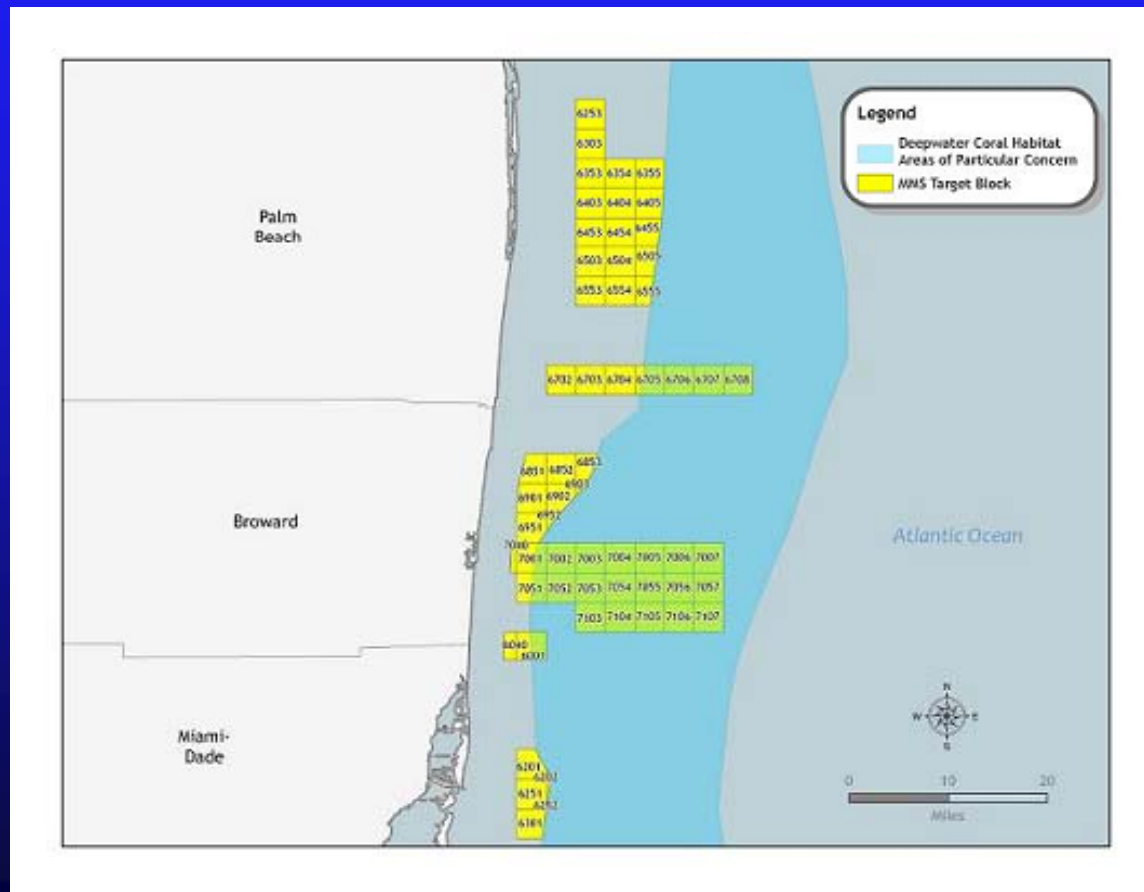 Legend
Deepwater Coral Habitat
Areas of Particular Concern
MMS Target Block
6253
6303
6353 6354 6355
6403 6404 6405
6453 6454 6455
6503 6504 6505
6553 6554 6555
Palm
Beach
6702 6703 6704 6705 6706 6707 6708
6851 6852 6853
6901 6902 6903
6951 6952
Broward
Atlantic Ocean
7001 7002 7003 7004 7005 7006 7007
7051 7052 7053 7054 7055 7056 7057
7103 7104 7105 7106 7107
6001
Miami-
Dade
6201 6202
6251 6252
6301
N
W E
S
0 10 20
Miles